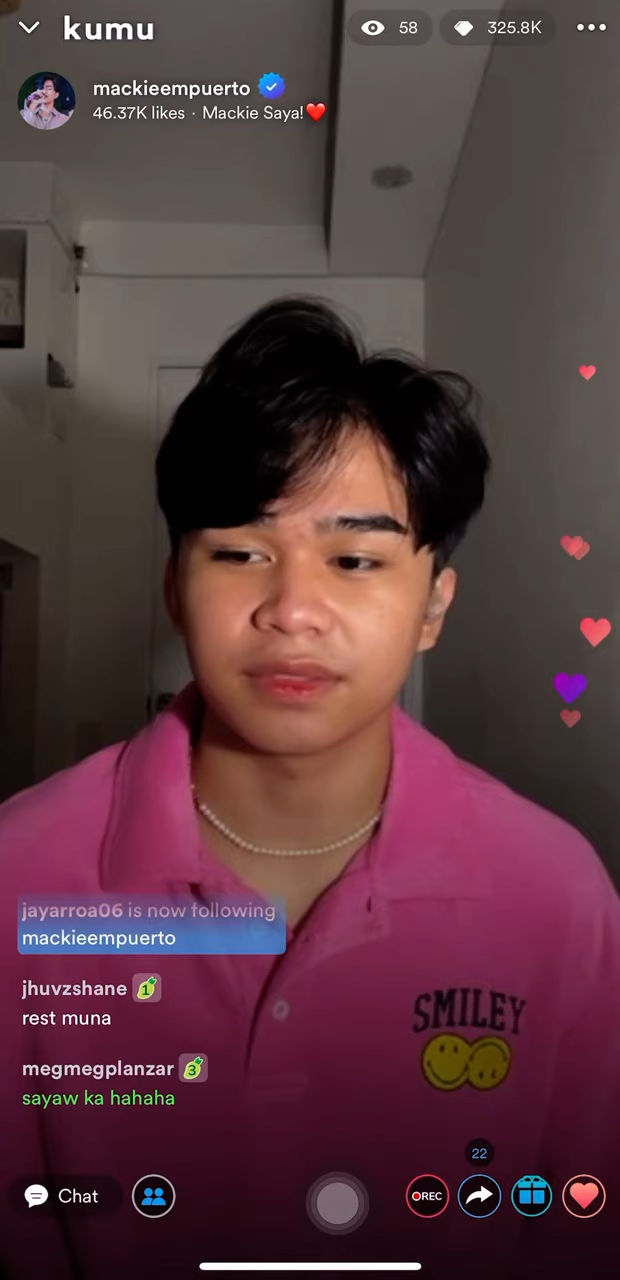 kumu
58
325.8K
mackieempuerto
46.37K likes · Mackie Saya!❤️
jayarroa06 is now following
mackieempuerto
jhuvzshane 1
rest muna
SMILEY
megmegplanzar 3
sayaw ka hahaha
22
Chat
REC